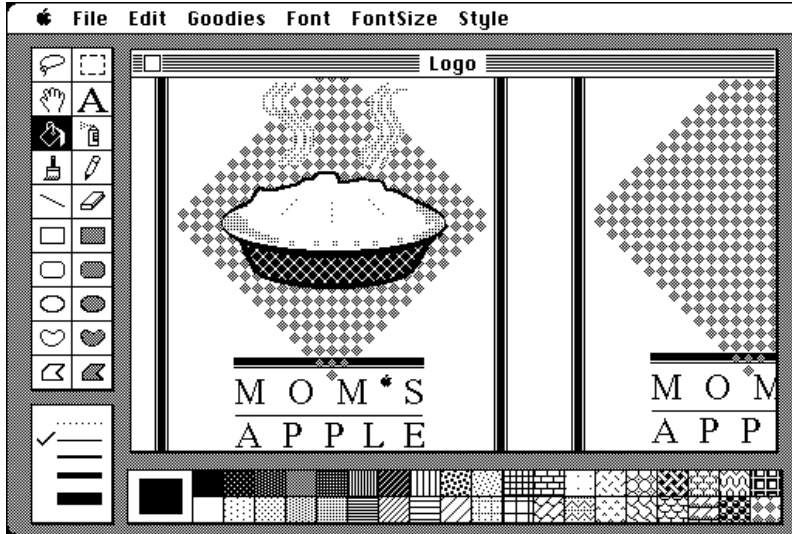 File Edit Goodies Font FontSize Style
Logo
A
MOM'S
APPLE
MOM
APP